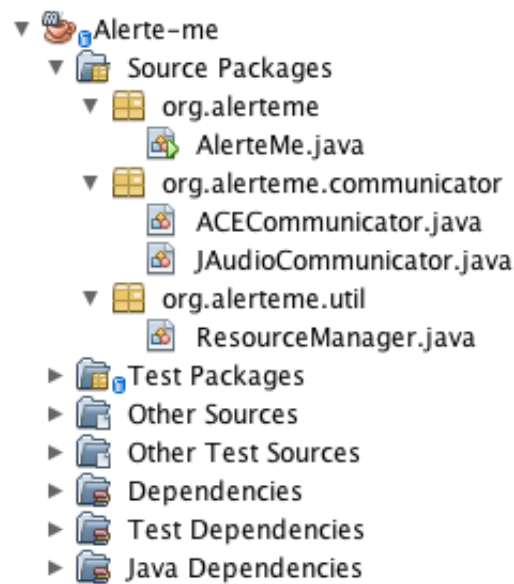 Alerte-me
Source Packages
org.alerteme
AlerteMe.java
org.alerteme.communicator
ACECommunicator.java
JAudioCommunicator.java
org.alerteme.util
ResourceManager.java
Test Packages
Other Sources
Other Test Sources
Dependencies
Test Dependencies
Java Dependencies